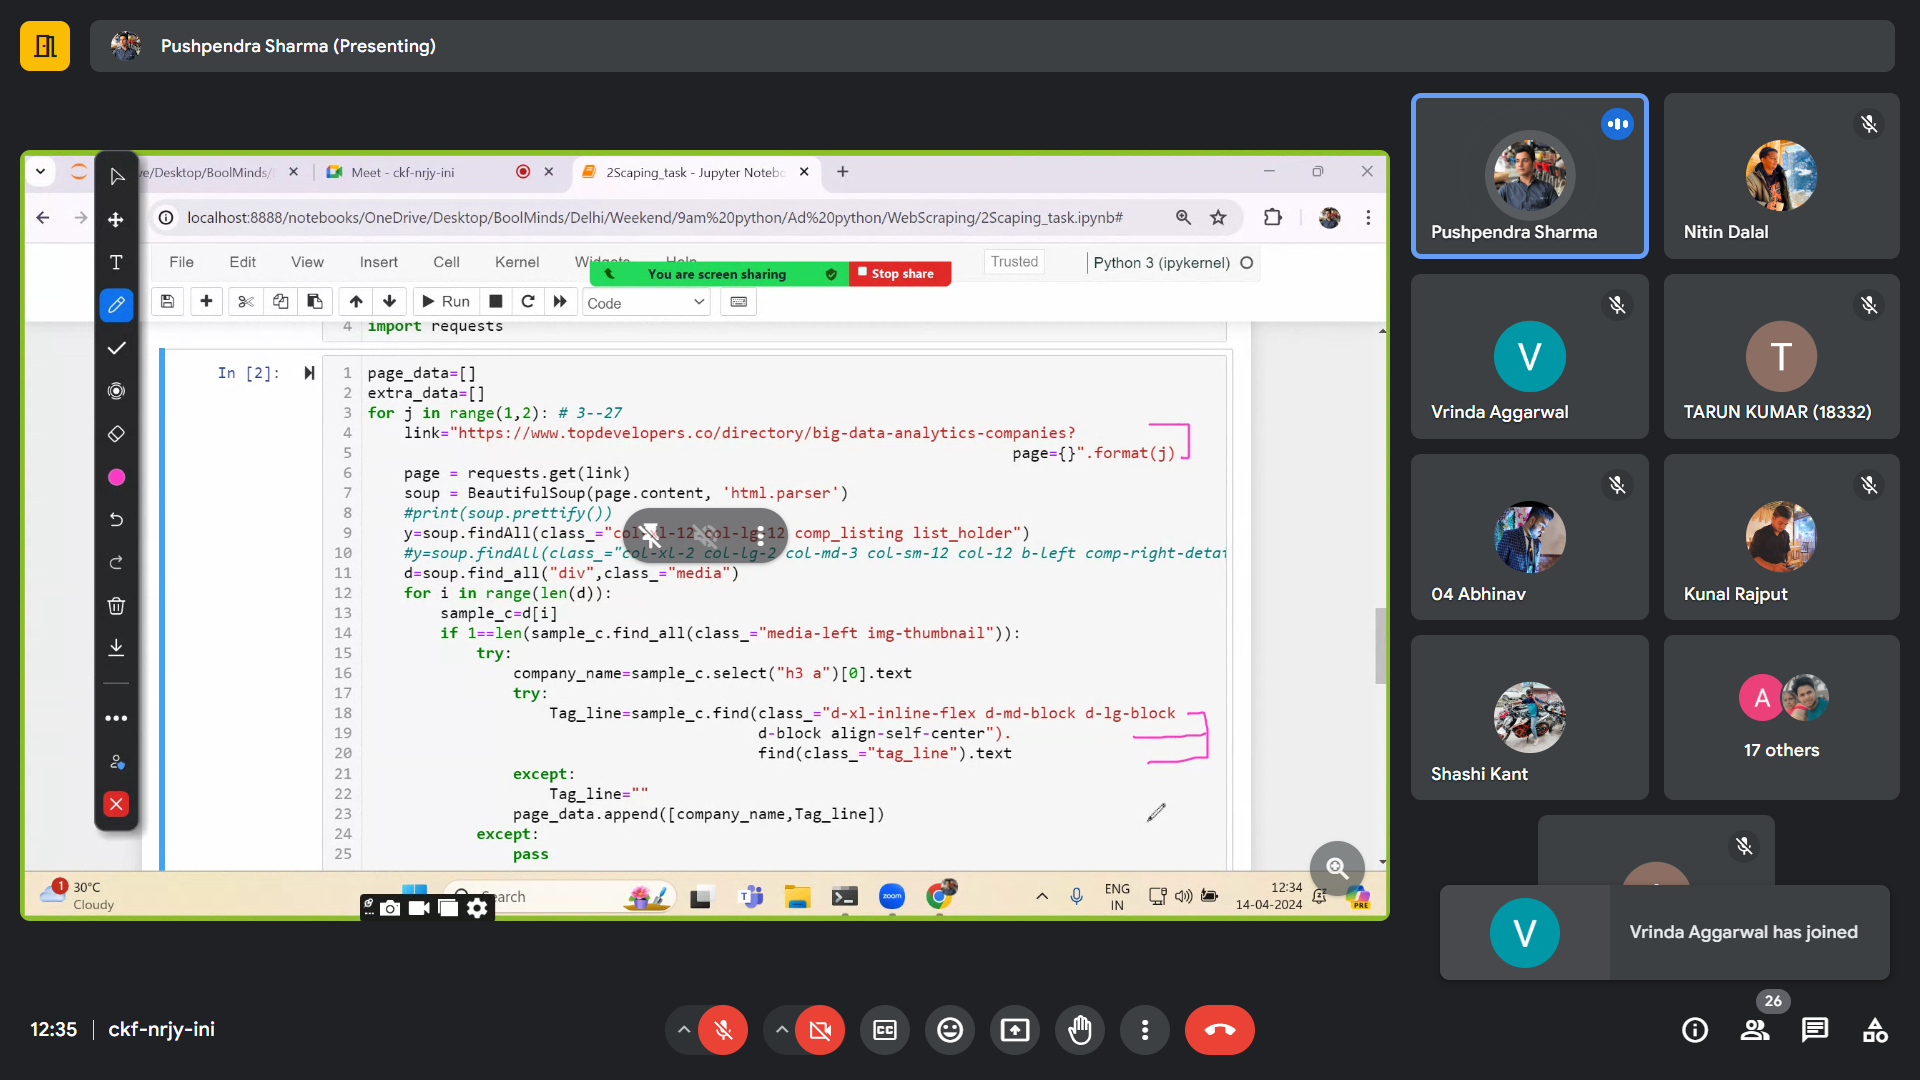 Pushpendra Sharma (Presenting)
ve/Desktop/BoolMinds/
Meet - ckf-nrjy-ini
2Scaping_task - Jupyter Notebo
localhost:8888/notebooks/OneDrive/Desktop/BoolMinds/Delhi/Weekend/9am%20python/Ad%20python/WebScraping/2Scaping_task.ipynb#
File Edit View Insert Cell Kernel Widgets Help
You are screen sharing
Stop share
Trusted
Python 3 (ipykernel)
Run
Code
4 import requests
In [2]:
1 page_data=[]
2 extra_data=[]
3 for j in range(1,2): # 3--27
4 link="https://www.topdevelopers.co/directory/big-data-analytics-companies?
5 page={}".format(j)
6 page = requests.get(link)
7 soup = BeautifulSoup(page.content, 'html.parser')
8 #print(soup.prettify())
9 y=soup.findAll(class_="col-xl-12 col-lg-12 comp_listing list_holder")
10 #y=soup.findAll(class_="col-xl-2 col-lg-2 col-md-3 col-sm-12 col-12 b-left comp-right-detai
11 d=soup.find_all("div",class_="media")
12 for i in range(len(d)):
13 sample_c=d[i]
14 if 1==len(sample_c.find_all(class_="media-left img-thumbnail")):
15 try:
16 company_name=sample_c.select("h3 a")[0].text
17 try:
18 Tag_line=sample_c.find(class_="d-xl-inline-flex d-md-block d-lg-block
19 d-block align-self-center").
20 find(class_="tag_line").text
21 except:
22 Tag_line=""
23 page_data.append([company_name,Tag_line])
24 except:
25 pass
1
30°C
Cloudy
Search
zoom
ENG
IN
12:34
14-04-2024
PRE
Pushpendra Sharma
Nitin Dalal
V
Vrinda Aggarwal
T
TARUN KUMAR (18332)
04 Abhinav
Kunal Rajput
Shashi Kant
A
17 others
V
Vrinda Aggarwal has joined
12:35
ckf-nrjy-ini
CC
26